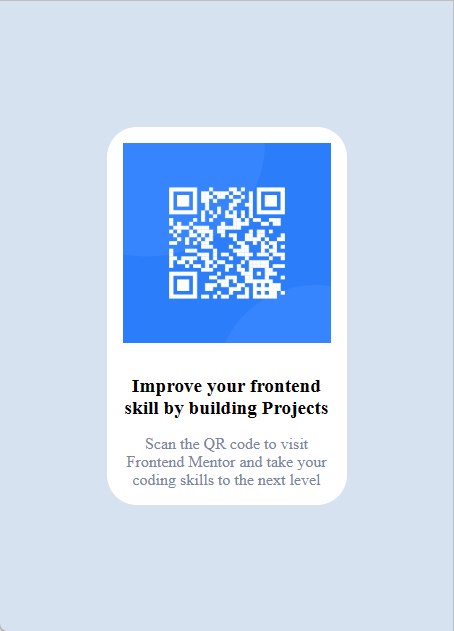 Improve your frontend
skill by building Projects
Scan the QR code to visit
Frontend Mentor and take your
coding skills to the next level